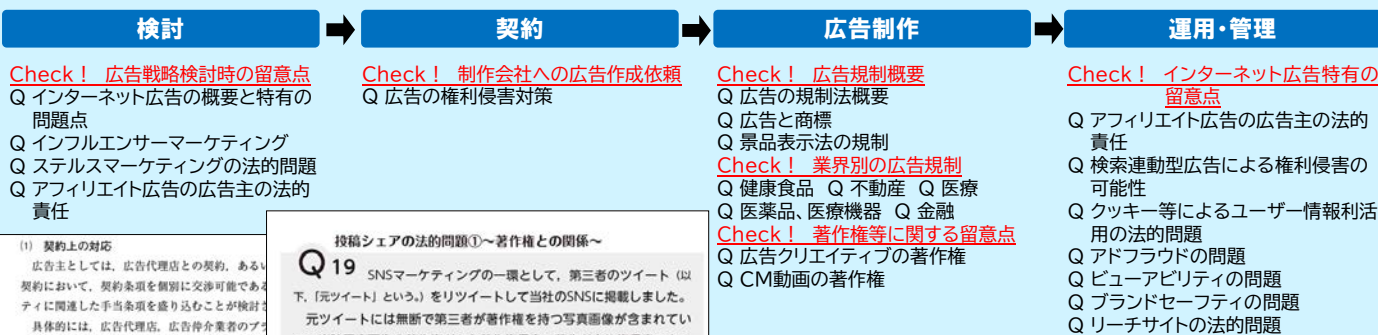 検討
契約
広告制作
運用・管理
Check！ 広告戦略検討時の留意点
Q インターネット広告の概要と特有の
問題点
Q インフルエンサーマーケティング
Q ステルスマーケティングの法的問題
Q アフィリエイト広告の広告主の法的
責任
Check！ 制作会社への広告作成依頼
Q 広告の権利侵害対策
Check！ 広告規制概要
Q 広告の規制法概要
Q 広告と商標
Q 景品表示法の規制
Check！ 業界別の広告規制
Q 健康食品 Q 不動産 Q 医療
Q 医薬品、医療機器 Q 金融
Check！ 著作権等に関する留意点
Q 広告クリエイティブの著作権
Q CM動画の著作権
Check！ インターネット広告特有の
留意点
Q アフィリエイト広告の広告主の法的
責任
Q 検索連動型広告による権利侵害の
可能性
Q クッキー等によるユーザー情報利活
用の法的問題
Q アドフラウドの問題
Q ビューアビリティの問題
Q ブランドセーフティの問題
Q リーチサイトの法的問題
(1) 契約上の対応
広告主としては，広告代理店との契約，ある
契約において，契約条項を個別に交渉可能である
ティに関連した手当条項を盛り込むことが検討
具体的には，広告代理店，広告仲介業者のプ
投稿シェアの法的問題①～著作権との関係～
Q 19 SNSマーケティングの一環として，第三者のツイート（以
下，「元ツイート」という。）をリツイートして当社のSNSに掲載しました。
元ツイートには無断で第三者が著作権を持つ写真画像が含まれてい